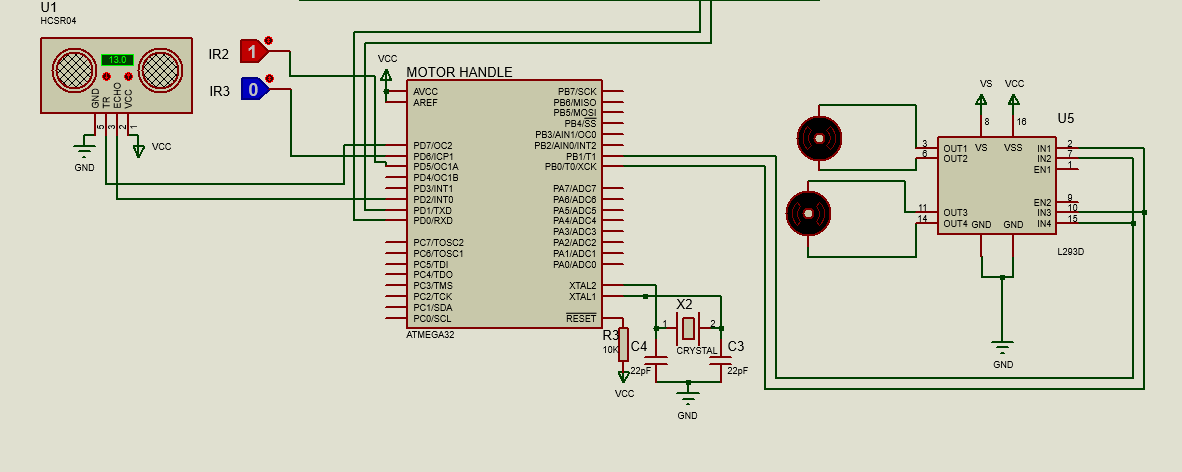 U1
HCSR04
13.0
GND
TR
ECHO
VCC
5
3
2
1
GND
VCC
IR2
1
IR3
0
VCC
MOTOR HANDLE
AVCC
AREF
PD7/OC2
PD6/ICP1
PD5/OC1A
PD4/OC1B
PD3/INT1
PD2/INT0
PD1/TXD
PD0/RXD
PC7/TOSC2
PC6/TOSC1
PC5/TDI
PC4/TDO
PC3/TMS
PC2/TCK
PC1/SDA
PC0/SCL
PB7/SCK
PB6/MISO
PB5/MOSI
PB4/SS
PB3/AIN1/OC0
PB2/AIN0/INT2
PB1/T1
PB0/T0/XCK
PA7/ADC7
PA6/ADC6
PA5/ADC5
PA4/ADC4
PA3/ADC3
PA2/ADC2
PA1/ADC1
PA0/ADC0
XTAL2
XTAL1
RESET
ATMEGA32
R3
10K
VCC
C4
22pF
X2
1
2
CRYSTAL
C3
22pF
GND
VS
VCC
8
16
U5
3
6
11
14
OUT1
OUT2
OUT3
OUT4
VS
VSS
GND
GND
IN1
IN2
EN1
EN2
IN3
IN4
2
7
1
9
10
15
L293D
GND